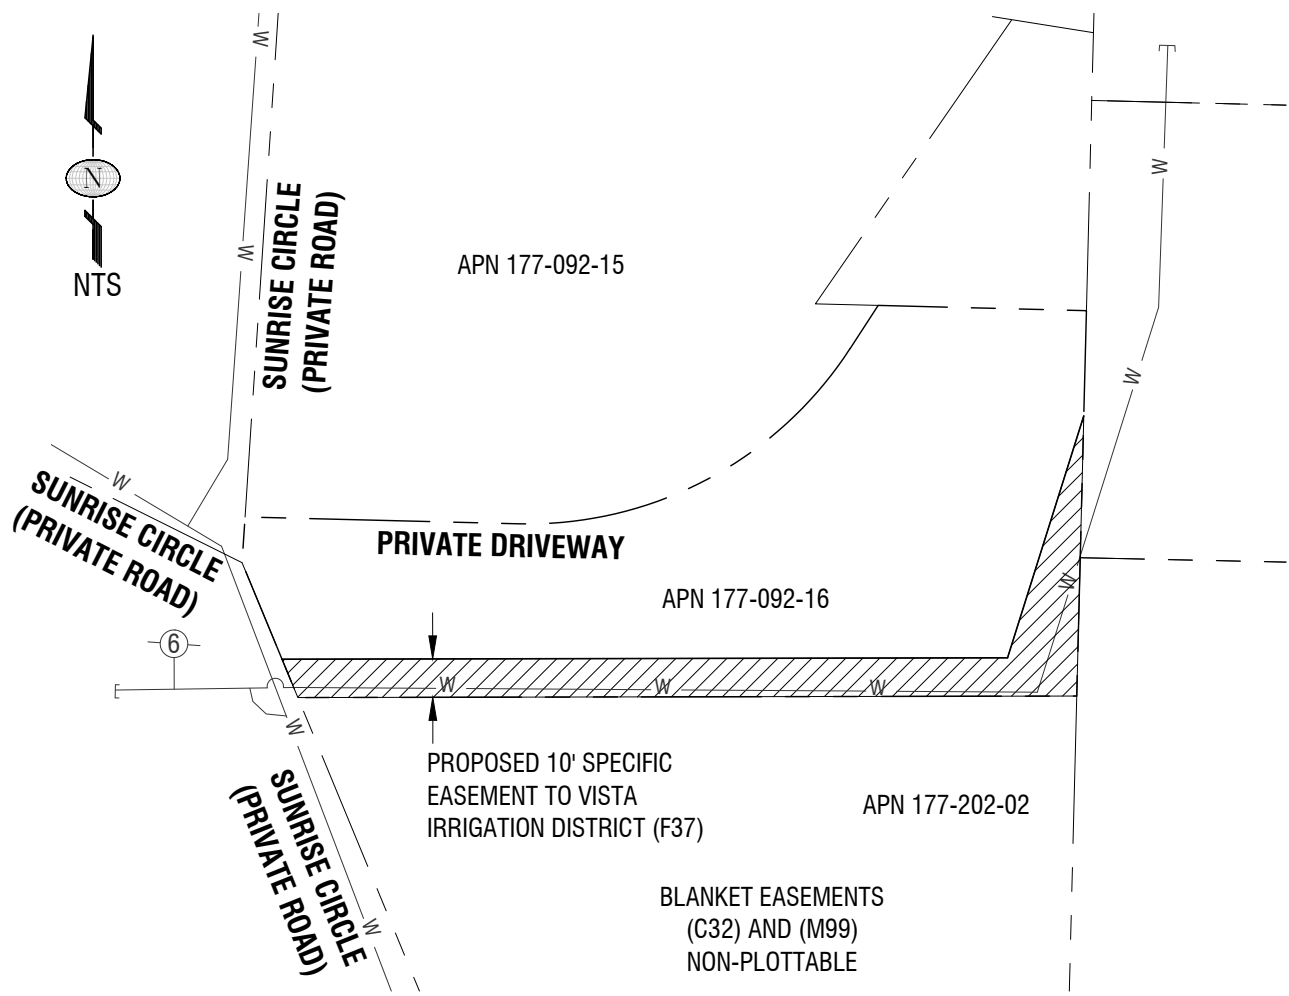 W
N
NTS
W
SUNRISE CIRCLE
(PRIVATE ROAD)
APN 177-092-15
W
W
W
SUNRISE CIRCLE
(PRIVATE ROAD)
PRIVATE DRIVEWAY
APN 177-092-16
W
6
W
W
W
W
PROPOSED 10' SPECIFIC
EASEMENT TO VISTA
IRRIGATION DISTRICT (F37)
APN 177-202-02
SUNRISE CIRCLE
(PRIVATE ROAD)
W
BLANKET EASEMENTS
(C32) AND (M99)
NON-PLOTTABLE